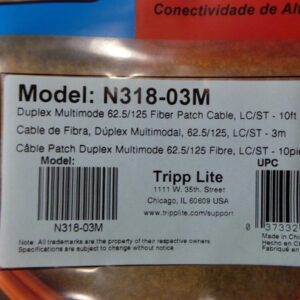 Conectividade de Al
Model: N318-03M
Duplex Multimode 62.5/125 Fiber Patch Cable, LC/ST - 10ft
Cable de Fibra, Dúplex Multimodal, 62.5/125, LC/ST - 3m
Câble Patch Duplex Multimode 62.5/125 Fibre, LC/ST - 10pie
Model:
Tripp Lite
UPC
1111 W. 35th. Street
Chicago, IL 60609 USA
www.tripplite.com/support
N318-03M
0 37332
Note: All trademarks are the property of their respective owners
Specifications are subject to change without notice
Made in Chin
Hecho en Ch
Fabriqué en